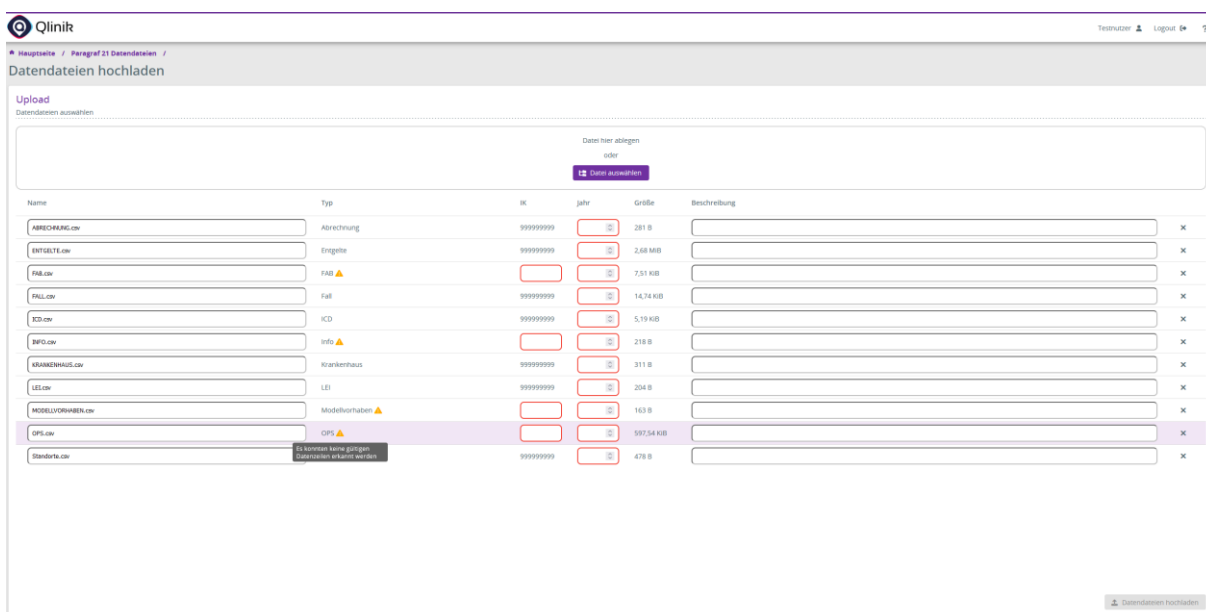 Qlinik
Testnutzer Logout ?
Hauptseite / Paragraf 21 Datendateien /
Datendateien hochladen
Upload
Datendateien auswählen
Datei hier ablegen
oder
Datei auswählen
Name Typ IK Jahr Größe Beschreibung
ABRECHNUNG.csv Abrechnung 999999999 281 B
ENTGELTE.csv Entgelte 999999999 2,68 MiB
FAB.csv FAB 7,51 KiB
FALL.csv Fall 999999999 14,74 KiB
ICD.csv ICD 999999999 5,19 KiB
INFO.csv Info 218 B
KRANKENHAUS.csv Krankenhaus 999999999 311 B
LEI.csv LEI 999999999 204 B
MODELLVORHABEN.csv Modellvorhaben 163 B
OPS.csv OPS 597,54 KiB
Es konnten keine gültigen
Datenzeilen erkannt werden
Standorte.csv 999999999 478 B
Datendateien hochladen